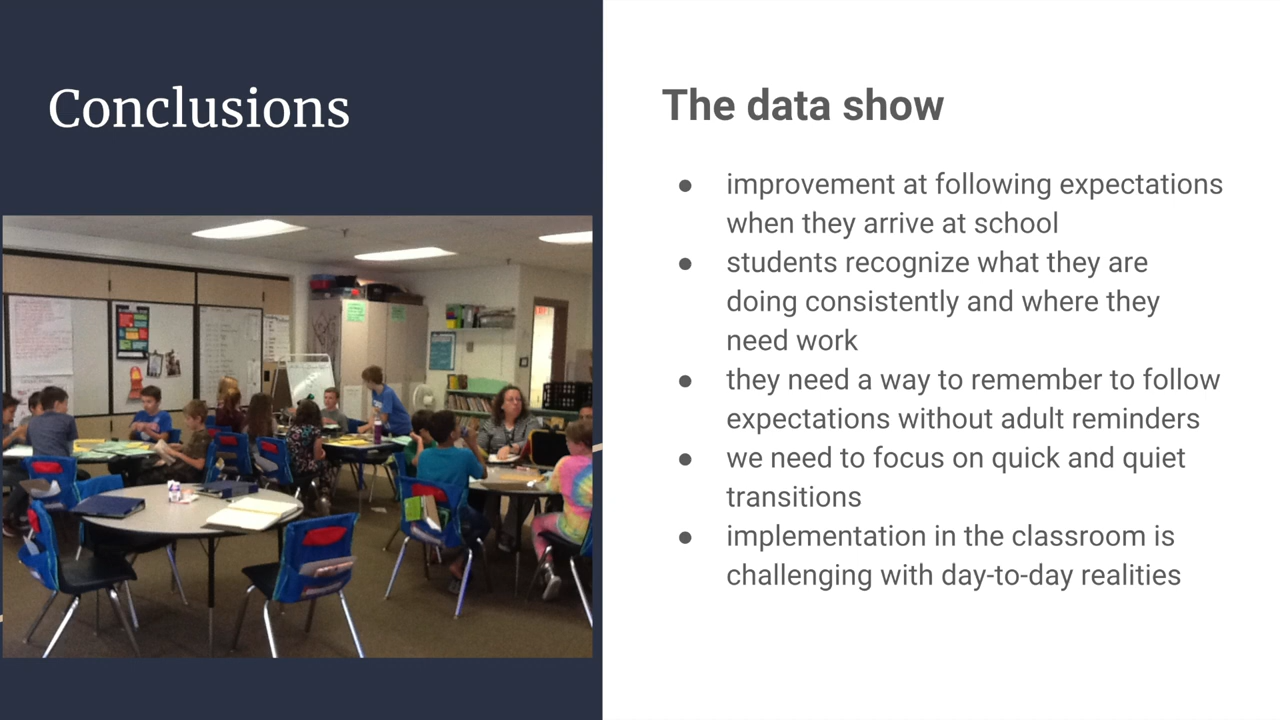 Conclusions
The data show
● improvement at following expectations
when they arrive at school
● students recognize what they are
doing consistently and where they
need work
● they need a way to remember to follow
expectations without adult reminders
● we need to focus on quick and quiet
transitions
● implementation in the classroom is
challenging with day-to-day realities